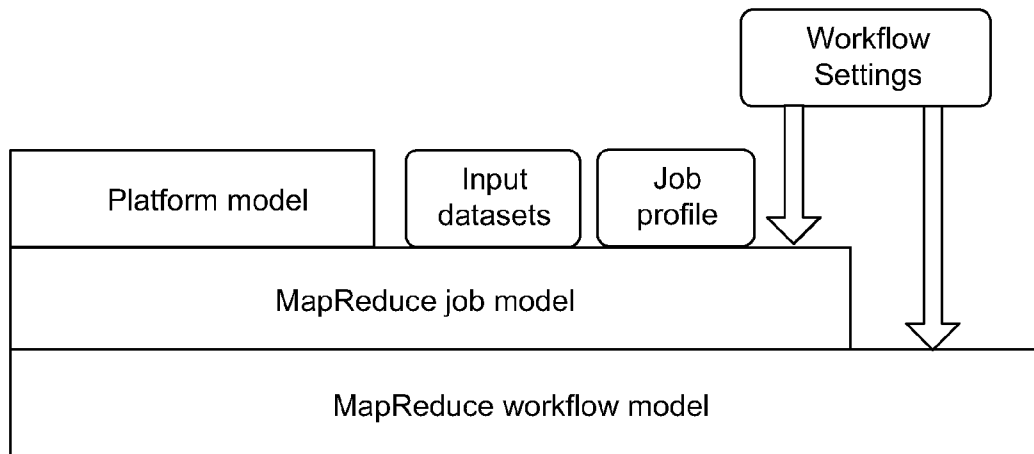 Workflow
Settings
Platform model
Input
datasets
Job
profile
MapReduce job model
MapReduce workflow model